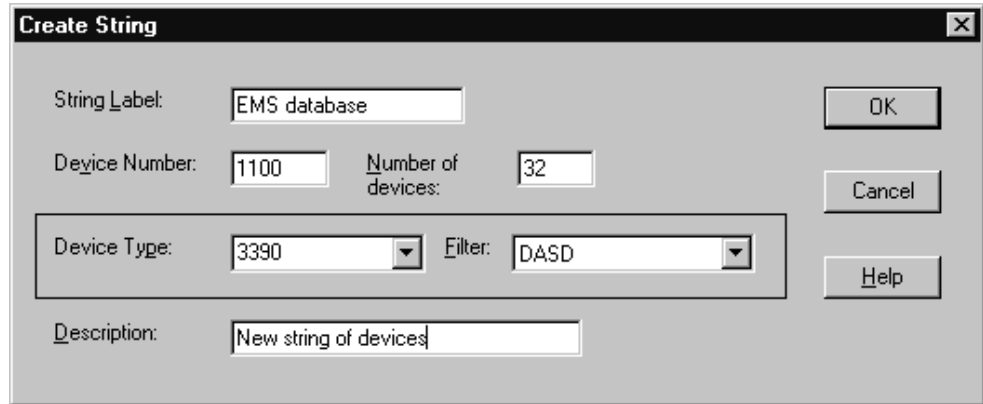 Create String
String Label: EMS database OK
Device Number: 1100 Number of devices: 32
Cancel
Device Type: 3390 Filter: DASD
Help
Description: New string of devices